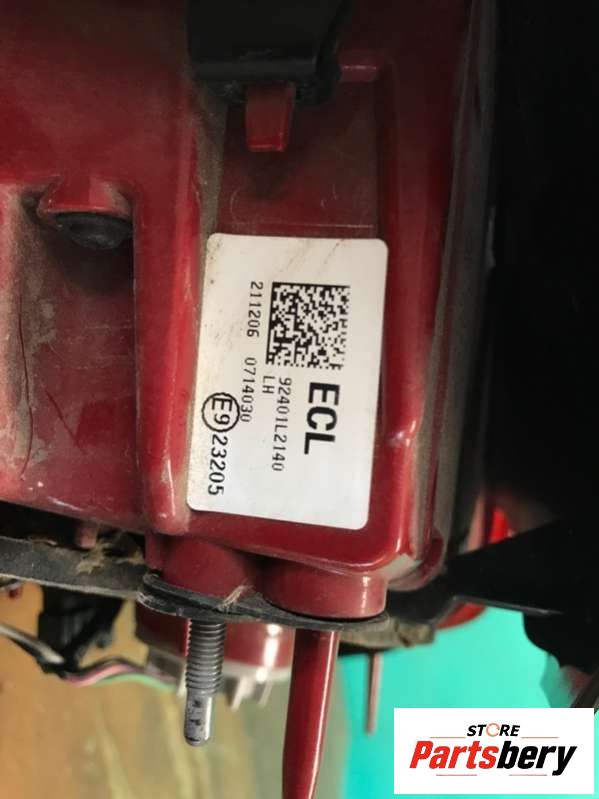 ECL
92401L2140
LH
211206 0714030
E9 23205
STORE
Partsbery